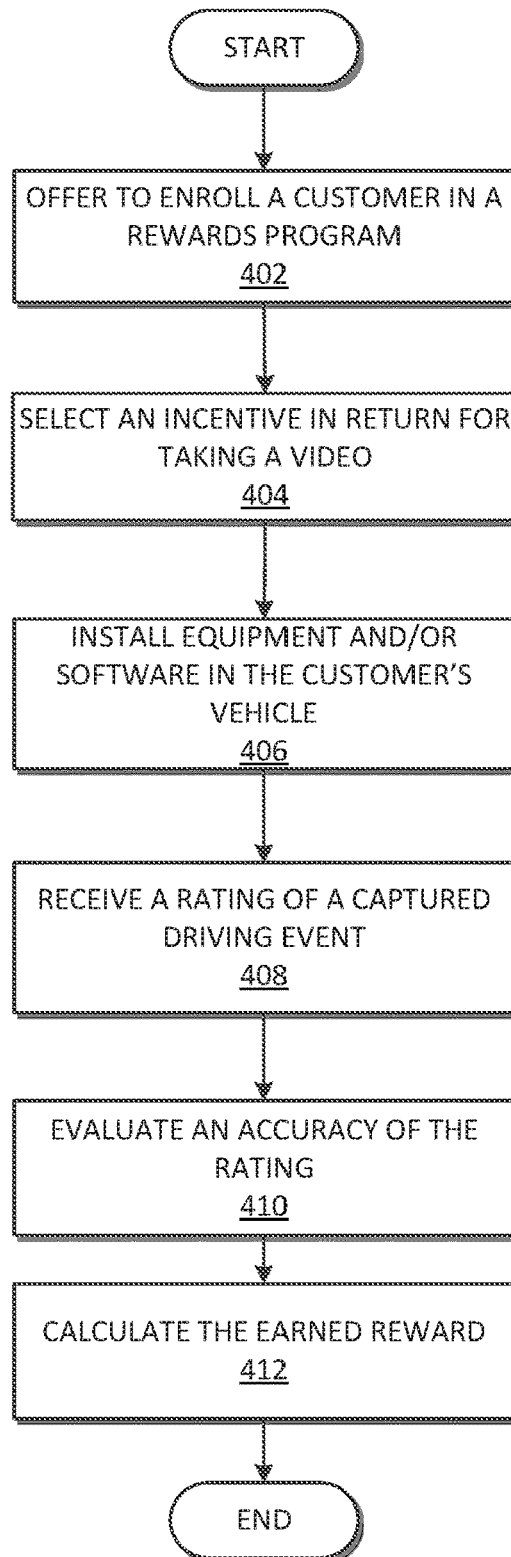 START
OFFER TO ENROLL A CUSTOMER IN A
REWARDS PROGRAM
402
SELECT AN INCENTIVE IN RETURN FOR
TAKING A VIDEO
404
INSTALL EQUIPMENT AND/OR
SOFTWARE IN THE CUSTOMER'S
VEHICLE
406
RECEIVE A RATING OF A CAPTURED
DRIVING EVENT
408
EVALUATE AN ACCURACY OF THE
RATING
410
CALCULATE THE EARNED REWARD
412
END